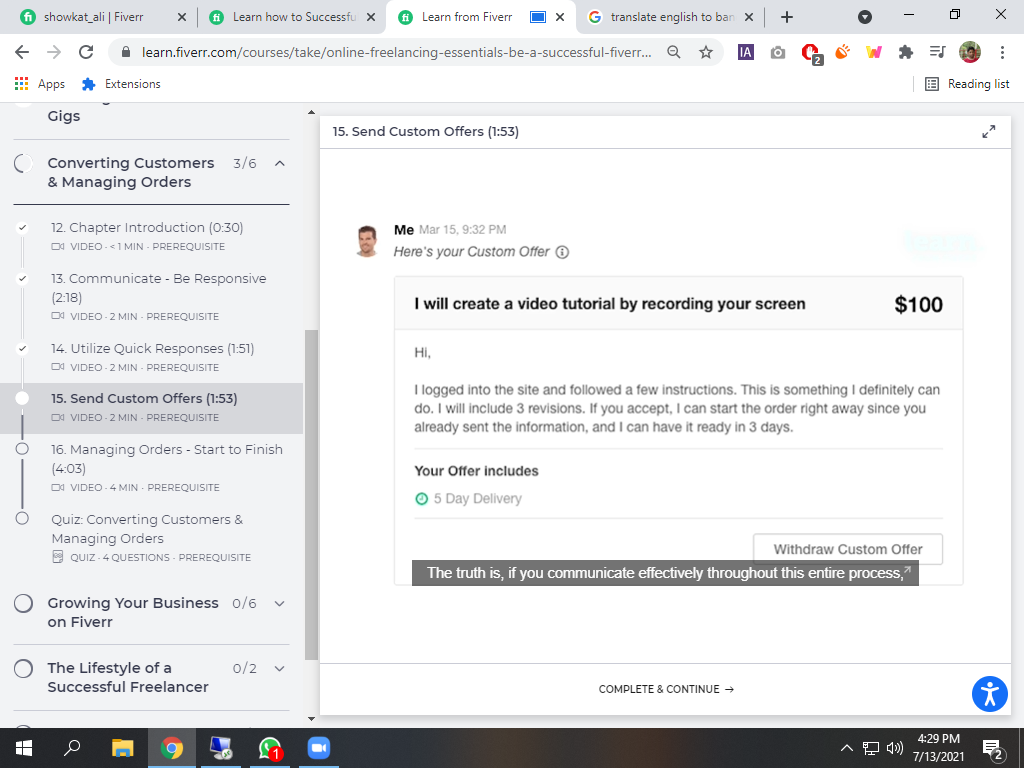 showkat_ali | Fiverr
Learn how to Successfu
Learn from Fiverr
translate english to ban
learn.fiverr.com/courses/take/online-freelancing-essentials-be-a-successful-fiverr...
IA
2
Apps
Extensions
Reading list
Gigs
Converting Customers
& Managing Orders
3/6
12. Chapter Introduction (0:30)
VIDEO · < 1 MIN · PREREQUISITE
13. Communicate - Be Responsive
(2:18)
VIDEO · 2 MIN · PREREQUISITE
14. Utilize Quick Responses (1:51)
VIDEO · 2 MIN · PREREQUISITE
15. Send Custom Offers (1:53)
VIDEO · 2 MIN · PREREQUISITE
16. Managing Orders - Start to Finish
(4:03)
VIDEO · 4 MIN · PREREQUISITE
Quiz: Converting Customers &
Managing Orders
QUIZ · 4 QUESTIONS · PREREQUISITE
Growing Your Business
on Fiverr
0/6
The Lifestyle of a
Successful Freelancer
0/2
15. Send Custom Offers (1:53)
Me Mar 15, 9:32 PM
Here's your Custom Offer
I will create a video tutorial by recording your screen
$100
Hi,
I logged into the site and followed a few instructions. This is something I definitely can
do. I will include 3 revisions. If you accept, I can start the order right away since you
already sent the information, and I can have it ready in 3 days.
Your Offer includes
5 Day Delivery
Withdraw Custom Offer
The truth is, if you communicate effectively throughout this entire process,
COMPLETE & CONTINUE →
1
4:29 PM
7/13/2021
2